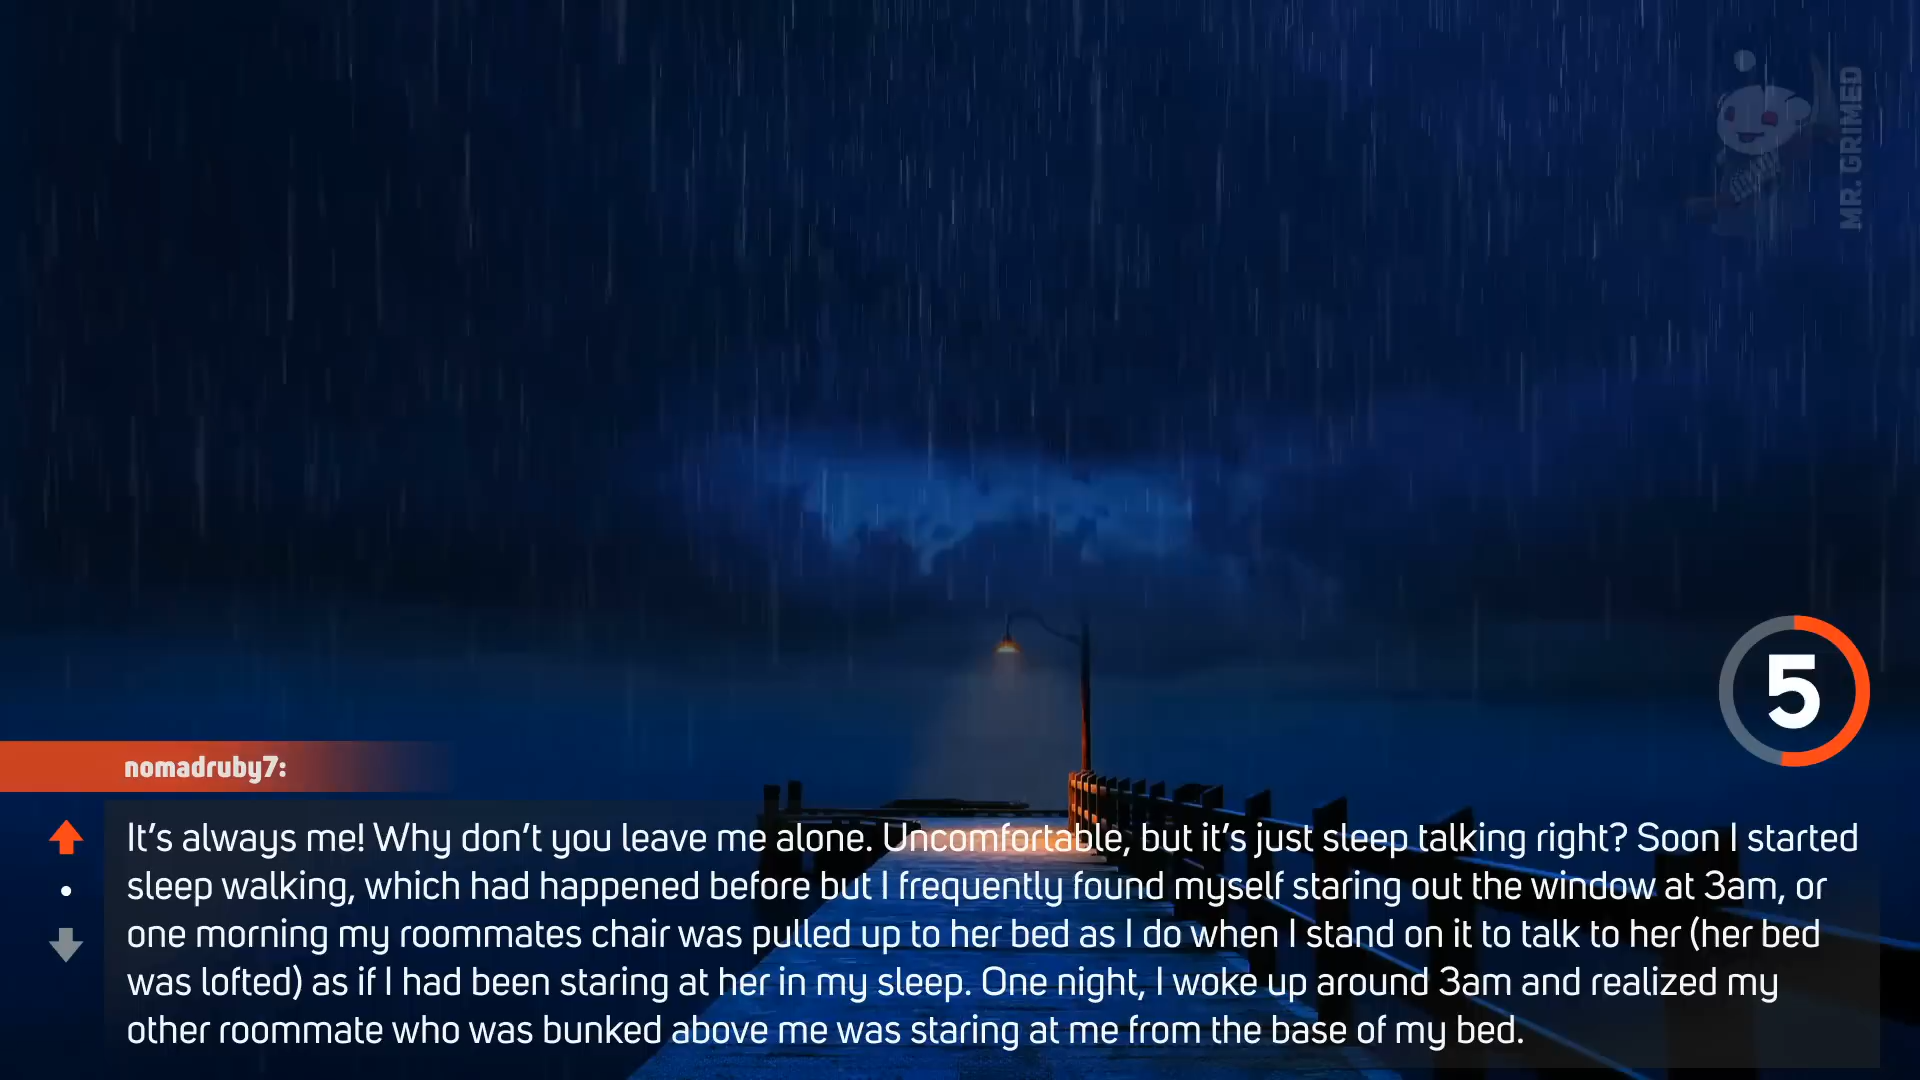 MR. GRIMED
5
nomadruby7:
It's always me! Why don't you leave me alone. Uncomfortable, but it's just sleep talking right? Soon I started
sleep walking, which had happened before but I frequently found myself staring out the window at 3am, or
one morning my roommates chair was pulled up to her bed as I do when I stand on it to talk to her (her bed
was lofted) as if I had been staring at her in my sleep. One night, I woke up around 3am and realized my
other roommate who was bunked above me was staring at me from the base of my bed.